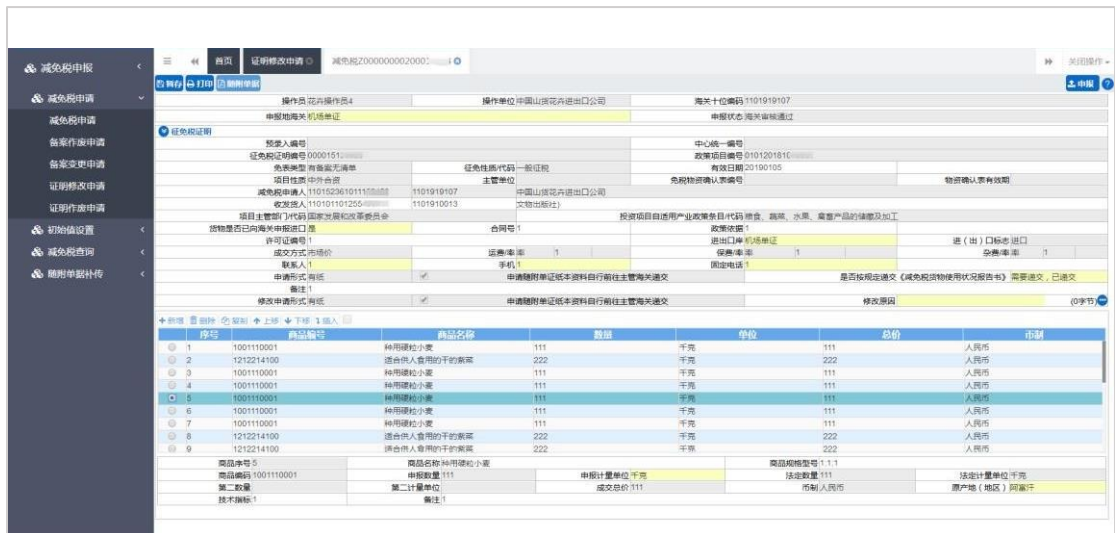 减免税申报
减免税申请
减免税申请
备案作废申请
备案变更申请
证明修改申请
证明作废申请
初始值设置
减免税查询
随附单据补传
首页 证明修改申请 减免税Z0000000002000 关闭操作
暂存 打印 随附单据 申报
操作员 花卉操作员4 操作单位 中国山货花卉进出口公司 海关十位编码 1101919107
申报地海关 机场单证 申报状态 海关审核通过
征免税证明
预录入编号 中心统一编号
征免税证明编号 0000151 政策项目编号 0101201810
免表类型 有备案无清单 征免性质/代码 一般征税 有效日期 20190105
项目性质 中外合资 主管单位 免税物资确认表编号 物资确认表有效期
减免税申请人 1101523610111 1101919107 中国山货花卉进出口公司
收发货人 110101101255 1101910013 文物出版社)
项目主管部门/代码 国家发展和改革委员会 投资项目自适用产业政策条目/代码 粮食、蔬菜、水果、禽畜产品的储藏及加工
货物是否已向海关申报进口 是 合同号 1 政策依据 1
许可证编号 1 进出口岸 机场单证 进(出)口标志 进口
成交方式 市场价 运费/率 率 1 保费/率 率 1 杂费/率 率 1
联系人 1 手机 1 固定电话 1
申请形式 有纸 申请随附单证纸本资料自行前往主管海关递交 是否按规定递交《减免税货物使用状况报告书》 需要递交,已递交
备注 1
修改申请形式 有纸 申请随附单证纸本资料自行前往主管海关递交 修改原因 (0字节)
新增 删除 复制 上移 下移 插入
序号 商品编号 商品名称 数量 单位 总价 币制
1 1001110001 种用硬粒小麦 111 千克 111 人民币
2 1212214100 适合供人食用的干的紫菜 222 千克 222 人民币
3 1001110001 种用硬粒小麦 111 千克 111 人民币
4 1001110001 种用硬粒小麦 111 千克 111 人民币
5 1001110001 种用硬粒小麦 111 千克 111 人民币
6 1001110001 种用硬粒小麦 111 千克 111 人民币
7 1001110001 种用硬粒小麦 111 千克 111 人民币
8 1212214100 适合供人食用的干的紫菜 222 千克 222 人民币
9 1212214100 适合供人食用的干的紫菜 222 千克 222 人民币
商品序号 5 商品名称 种用硬粒小麦 商品规格型号 1:1:1
商品编码 1001110001 申报数量 111 申报计量单位 千克 法定数量 111 法定计量单位 千克
第二数量 第二计量单位 成交总价 111 币制 人民币 原产地(地区) 阿富汗
技术指标 1 备注 1